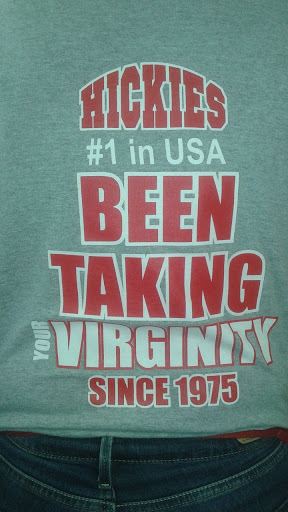 HICKIES
#1 in USA
BEEN
TAKING
YOUR VIRGINITY
SINCE 1975